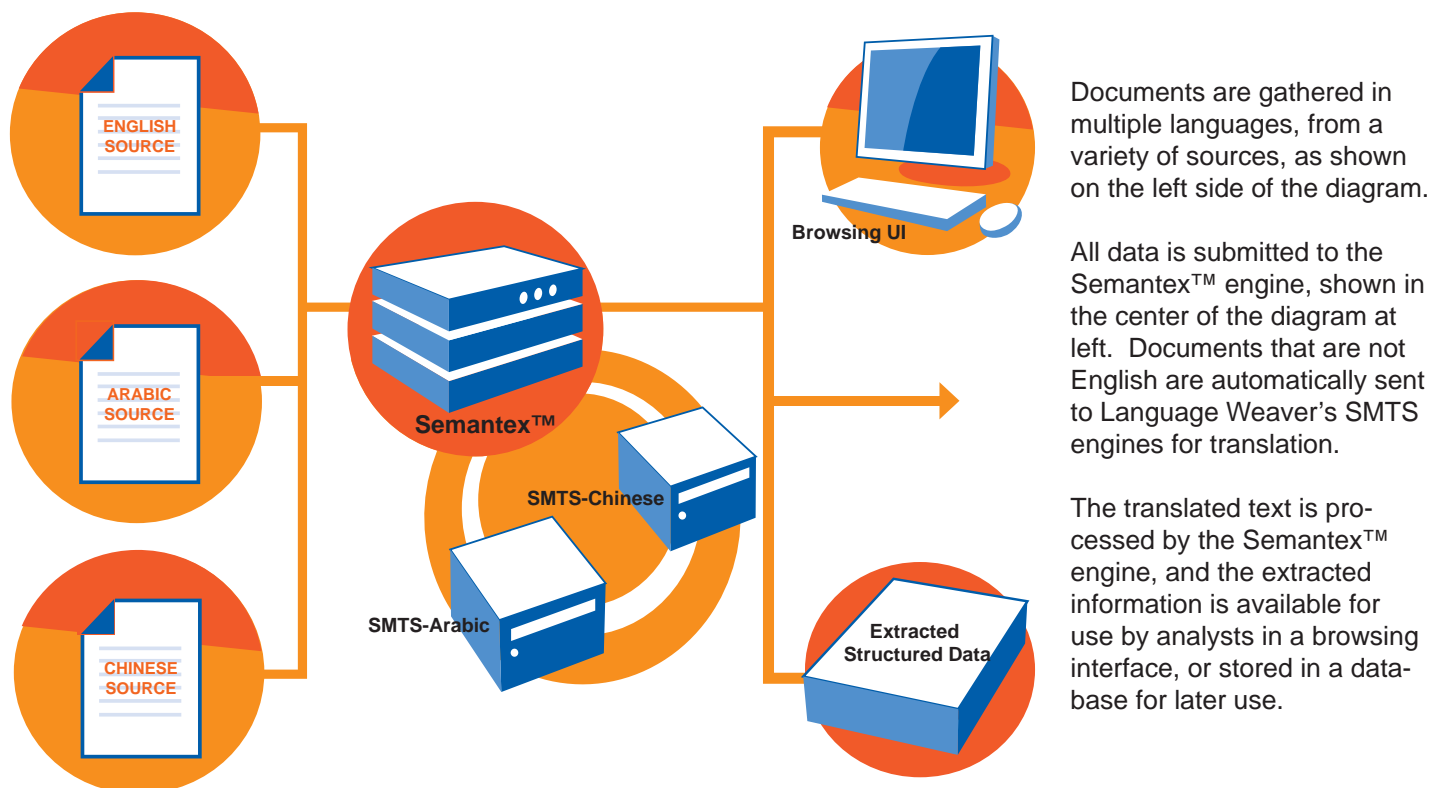 ENGLISH
SOURCE
ARABIC
SOURCE
CHINESE
SOURCE
Semantex™
SMTS-Chinese
SMTS-Arabic
Browsing UI
Extracted
Structured Data
Documents are gathered in
multiple languages, from a
variety of sources, as shown
on the left side of the diagram.
All data is submitted to the
Semantex™ engine, shown in
the center of the diagram at
left.  Documents that are not
English are automatically sent
to Language Weaver's SMTS
engines for translation.
The translated text is pro-
cessed by the Semantex™
engine, and the extracted
information is available for
use by analysts in a browsing
interface, or stored in a data-
base for later use.